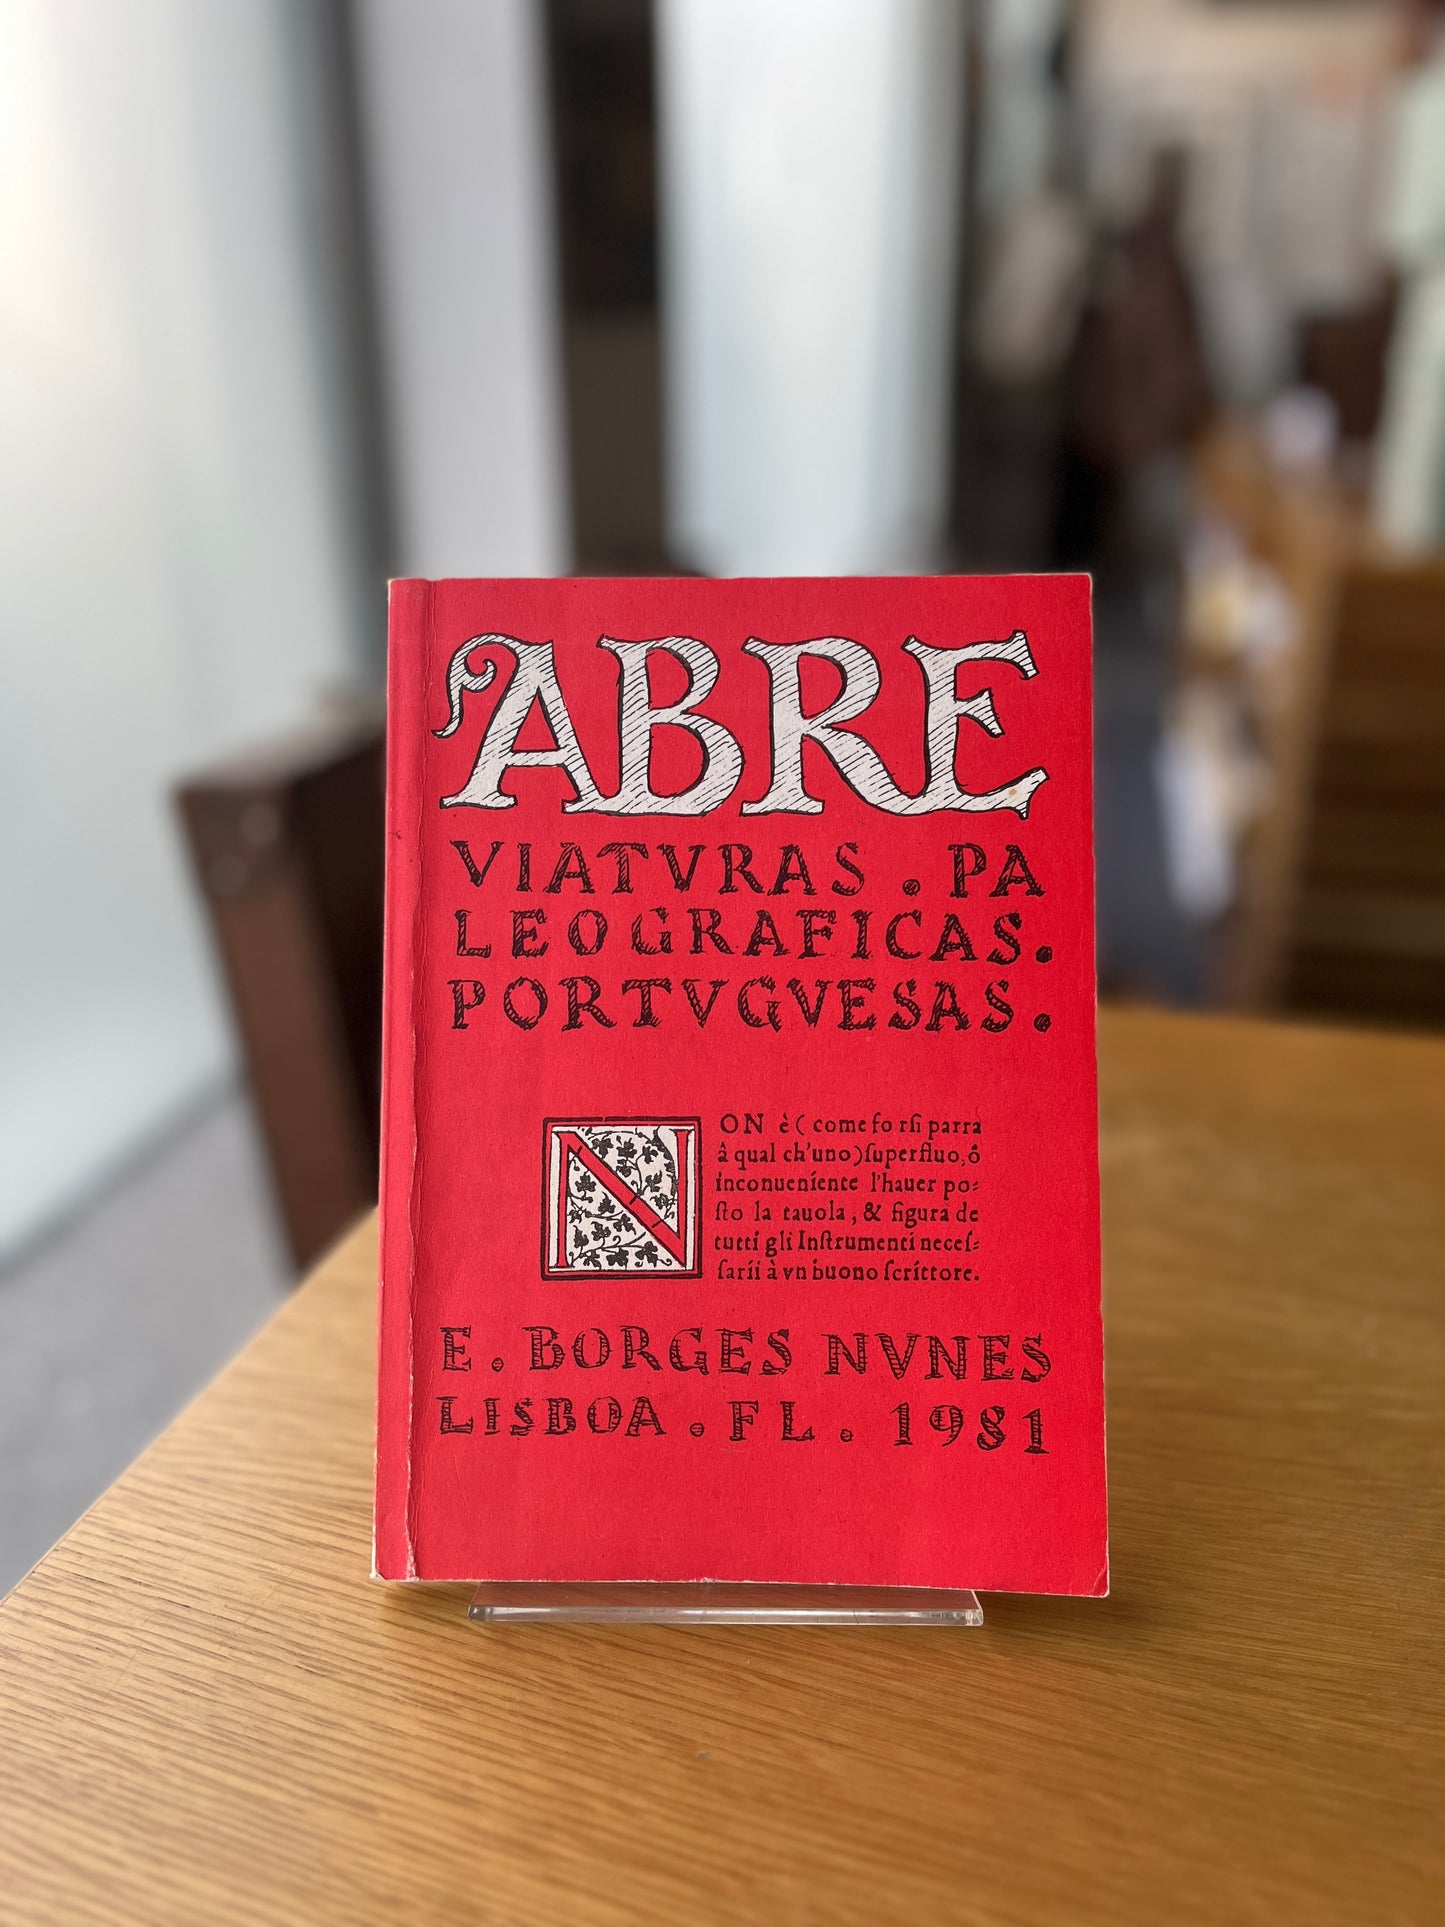 ABRE
VIATVRAS . PA
LEOGRAFICAS .
PORTVGVESAS .
NON è ( come fo rſi parra
à qual ch'uno) ſuperfluo, ô
inconueniente l'hauer po⸗
ſto la tauola, & figura de
tutti gli Inſtrumenti neceſ⸗
ſarii à vn buono ſcrittore.
E. BORGES NVNES
LISBOA . FL . 1981